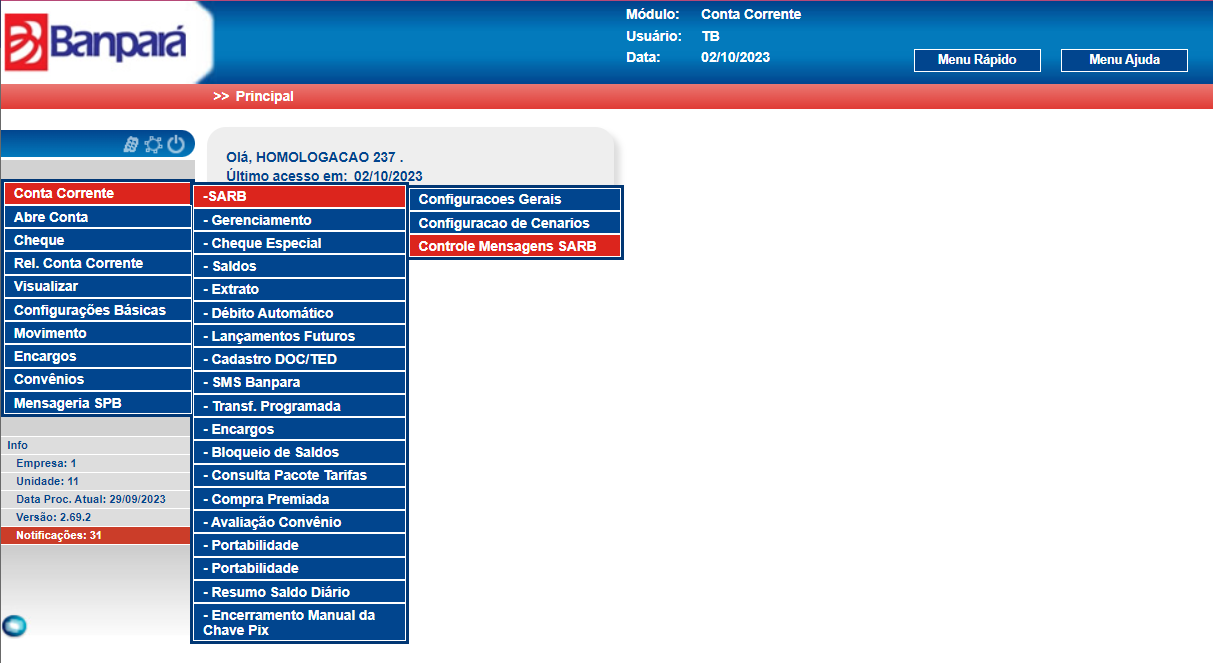 Banpará
Módulo: Conta Corrente
Usuário: TB
Data: 02/10/2023
Menu Rápido
Menu Ajuda
>> Principal
Olá, HOMOLOGACAO 237 .
Último acesso em: 02/10/2023
Conta Corrente
Abre Conta
Cheque
Rel. Conta Corrente
Visualizar
Configurações Básicas
Movimento
Encargos
Convênios
Mensageria SPB
-SARB
- Gerenciamento
- Cheque Especial
- Saldos
- Extrato
- Débito Automático
- Lançamentos Futuros
- Cadastro DOC/TED
- SMS Banpara
- Transf. Programada
- Encargos
- Bloqueio de Saldos
- Consulta Pacote Tarifas
- Compra Premiada
- Avaliação Convênio
- Portabilidade
- Portabilidade
- Resumo Saldo Diário
- Encerramento Manual da
Chave Pix
Configuracoes Gerais
Configuracao de Cenarios
Controle Mensagens SARB
Info
Empresa: 1
Unidade: 11
Data Proc. Atual: 29/09/2023
Versão: 2.69.2
Notificações: 31